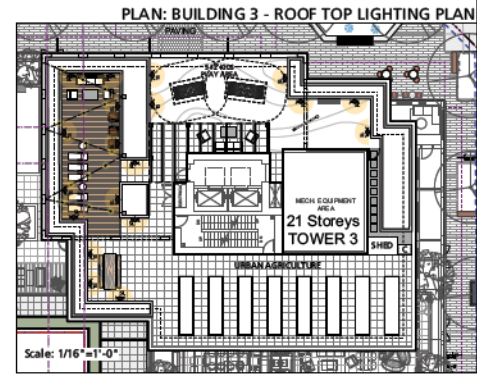 PLAN: BUILDING 3 - ROOF TOP LIGHTING PLAN
PAVING
PLAY AREA
MECH. EQUIPMENT
AREA
21 Storeys
TOWER 3
SHED
URBAN AGRICULTURE
Scale: 1/16"=1'-0"